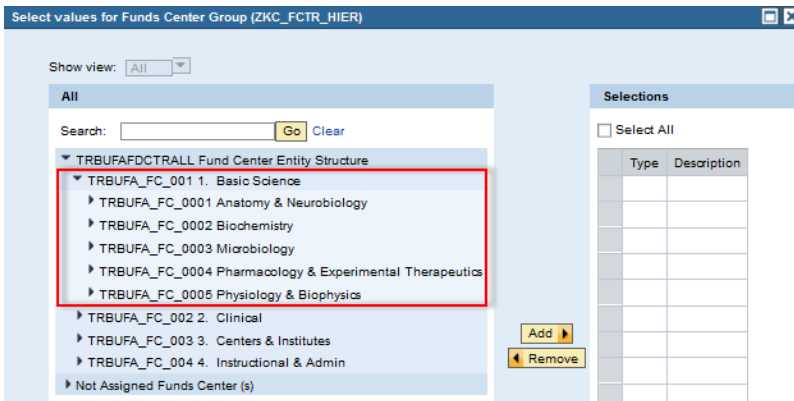 Select values for Funds Center Group (ZKC_FCTR_HIER)
Show view: All
All
Search: Go Clear
TRBUFAFDCTRALL Fund Center Entity Structure
TRBUFA_FC_001 1. Basic Science
TRBUFA_FC_0001 Anatomy & Neurobiology
TRBUFA_FC_0002 Biochemistry
TRBUFA_FC_0003 Microbiology
TRBUFA_FC_0004 Pharmacology & Experimental Therapeutics
TRBUFA_FC_0005 Physiology & Biophysics
TRBUFA_FC_002 2. Clinical
TRBUFA_FC_003 3. Centers & Institutes
TRBUFA_FC_004 4. Instructional & Admin
Not Assigned Funds Center (s)
Add
Remove
Selections
Select All
Type Description